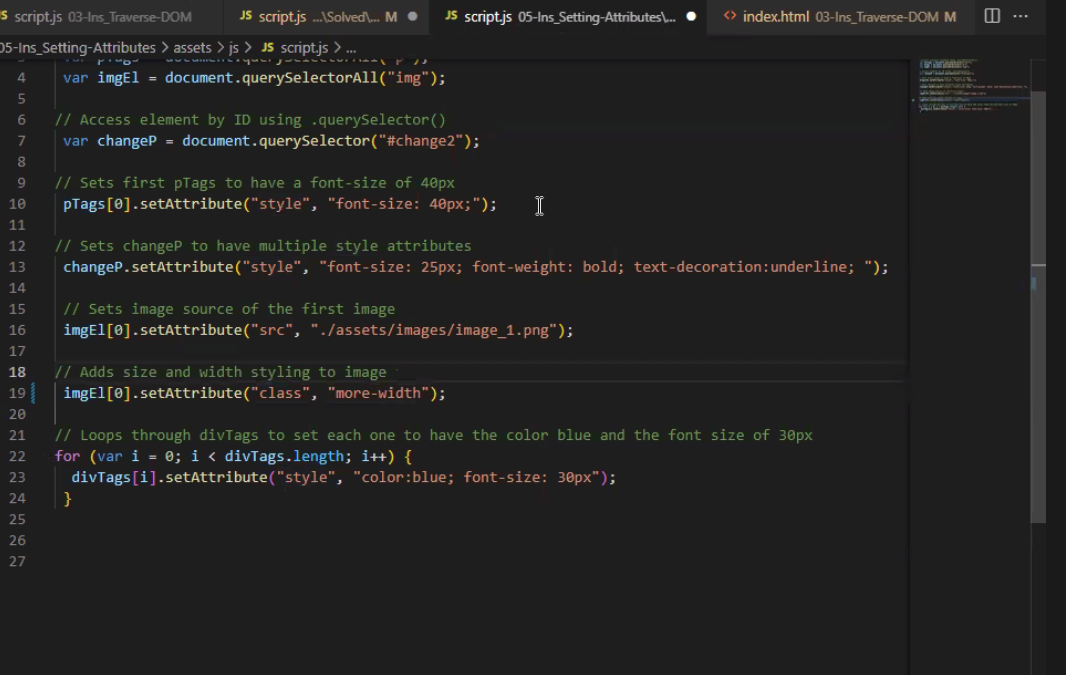 script.js 03-Ins_Traverse-DOM
JS script.js ...\Solved\... M
JS script.js 05-Ins_Setting-Attributes\...
<> index.html 03-Ins_Traverse-DOM M
05-Ins_Setting-Attributes > assets > js > JS script.js > ...
4 var imgEl = document.querySelectorAll("img");
5
6 // Access element by ID using .querySelector()
7 var changeP = document.querySelector("#change2");
8
9 // Sets first pTags to have a font-size of 40px
10 pTags[0].setAttribute("style", "font-size: 40px;");
11
12 // Sets changeP to have multiple style attributes
13 changeP.setAttribute("style", "font-size: 25px; font-weight: bold; text-decoration:underline; ");
14
15 // Sets image source of the first image
16 imgEl[0].setAttribute("src", "./assets/images/image_1.png");
17
18 // Adds size and width styling to image
19 imgEl[0].setAttribute("class", "more-width");
20
21 // Loops through divTags to set each one to have the color blue and the font size of 30px
22 for (var i = 0; i < divTags.length; i++) {
23 divTags[i].setAttribute("style", "color:blue; font-size: 30px");
24 }
25
26
27